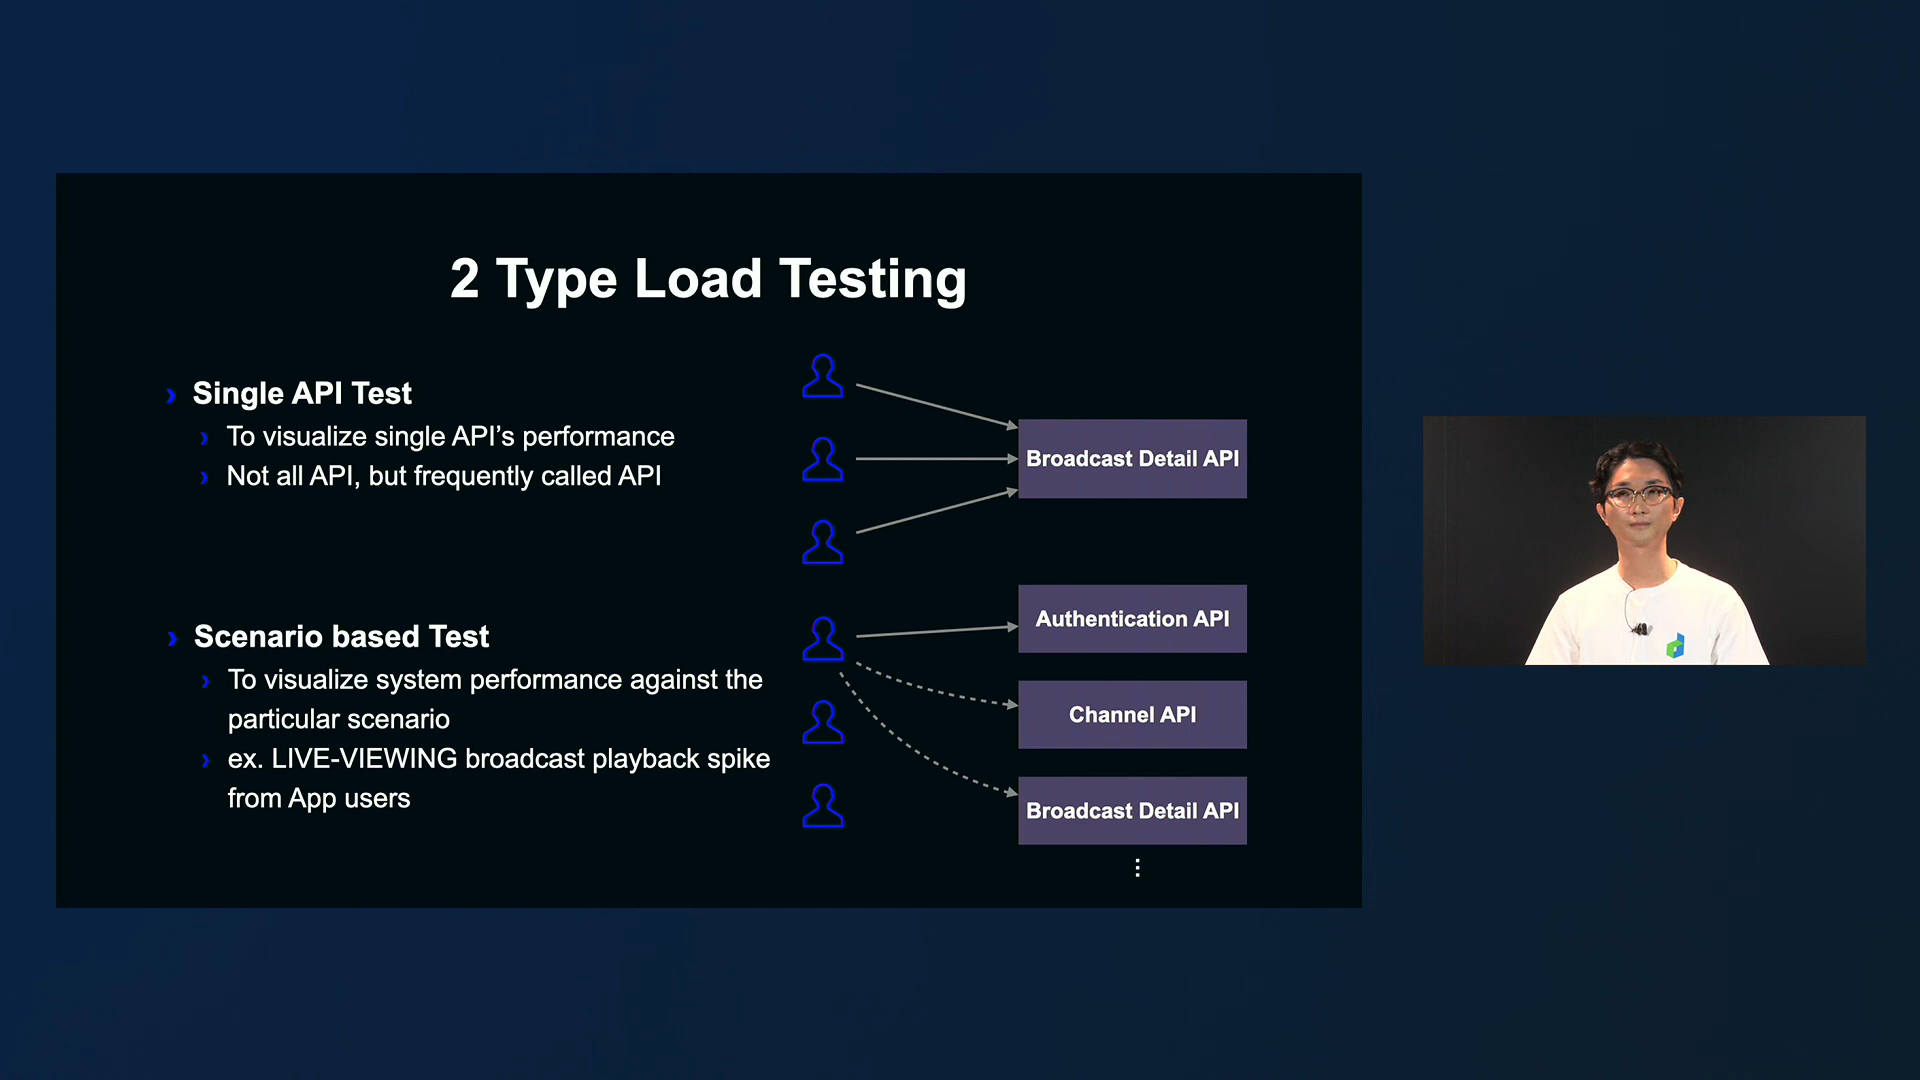 2 Type Load Testing
Single API Test
To visualize single API’s performance
Not all API, but frequently called API
Broadcast Detail API
Scenario based Test
To visualize system performance against the
particular scenario
ex. LIVE-VIEWING broadcast playback spike
from App users
Authentication API
Channel API
Broadcast Detail API